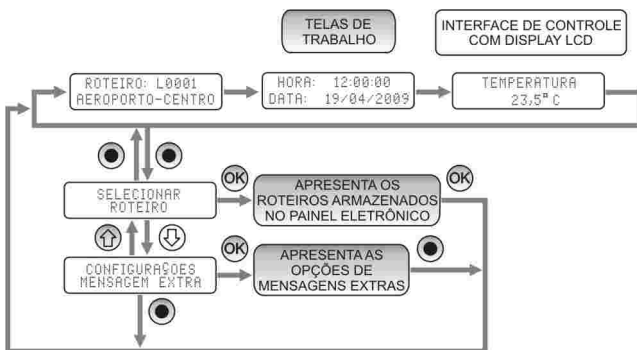 TELAS DE
TRABALHO
INTERFACE DE CONTROLE
COM DISPLAY LCD
ROTEIRO: L0001
AEROPORTO-CENTRO
HORA: 12:00:00
DATA: 19/04/2009
TEMPERATURA
23,5° C
SELECIONAR
ROTEIRO
OK
APRESENTA OS
ROTEIROS ARMAZENADOS
NO PAINEL ELETRÔNICO
OK
CONFIGURAÇÕES
MENSAGEM EXTRA
OK
APRESENTA AS
OPÇÕES DE
MENSAGENS EXTRAS